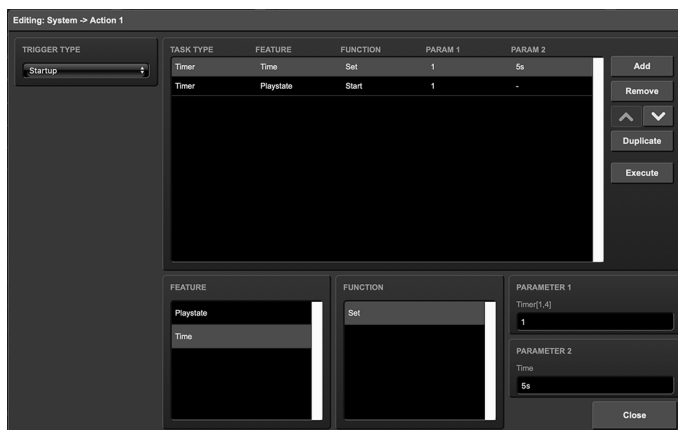 Editing: System -> Action 1
TRIGGER TYPE
Startup
TASK TYPE FEATURE FUNCTION PARAM 1 PARAM 2
Timer Time Set 1 5s
Timer Playstate Start 1 -
Add
Remove
Duplicate
Execute
FEATURE
Playstate
Time
FUNCTION
Set
PARAMETER 1
Timer[1,4]
1
PARAMETER 2
Time
5s
Close